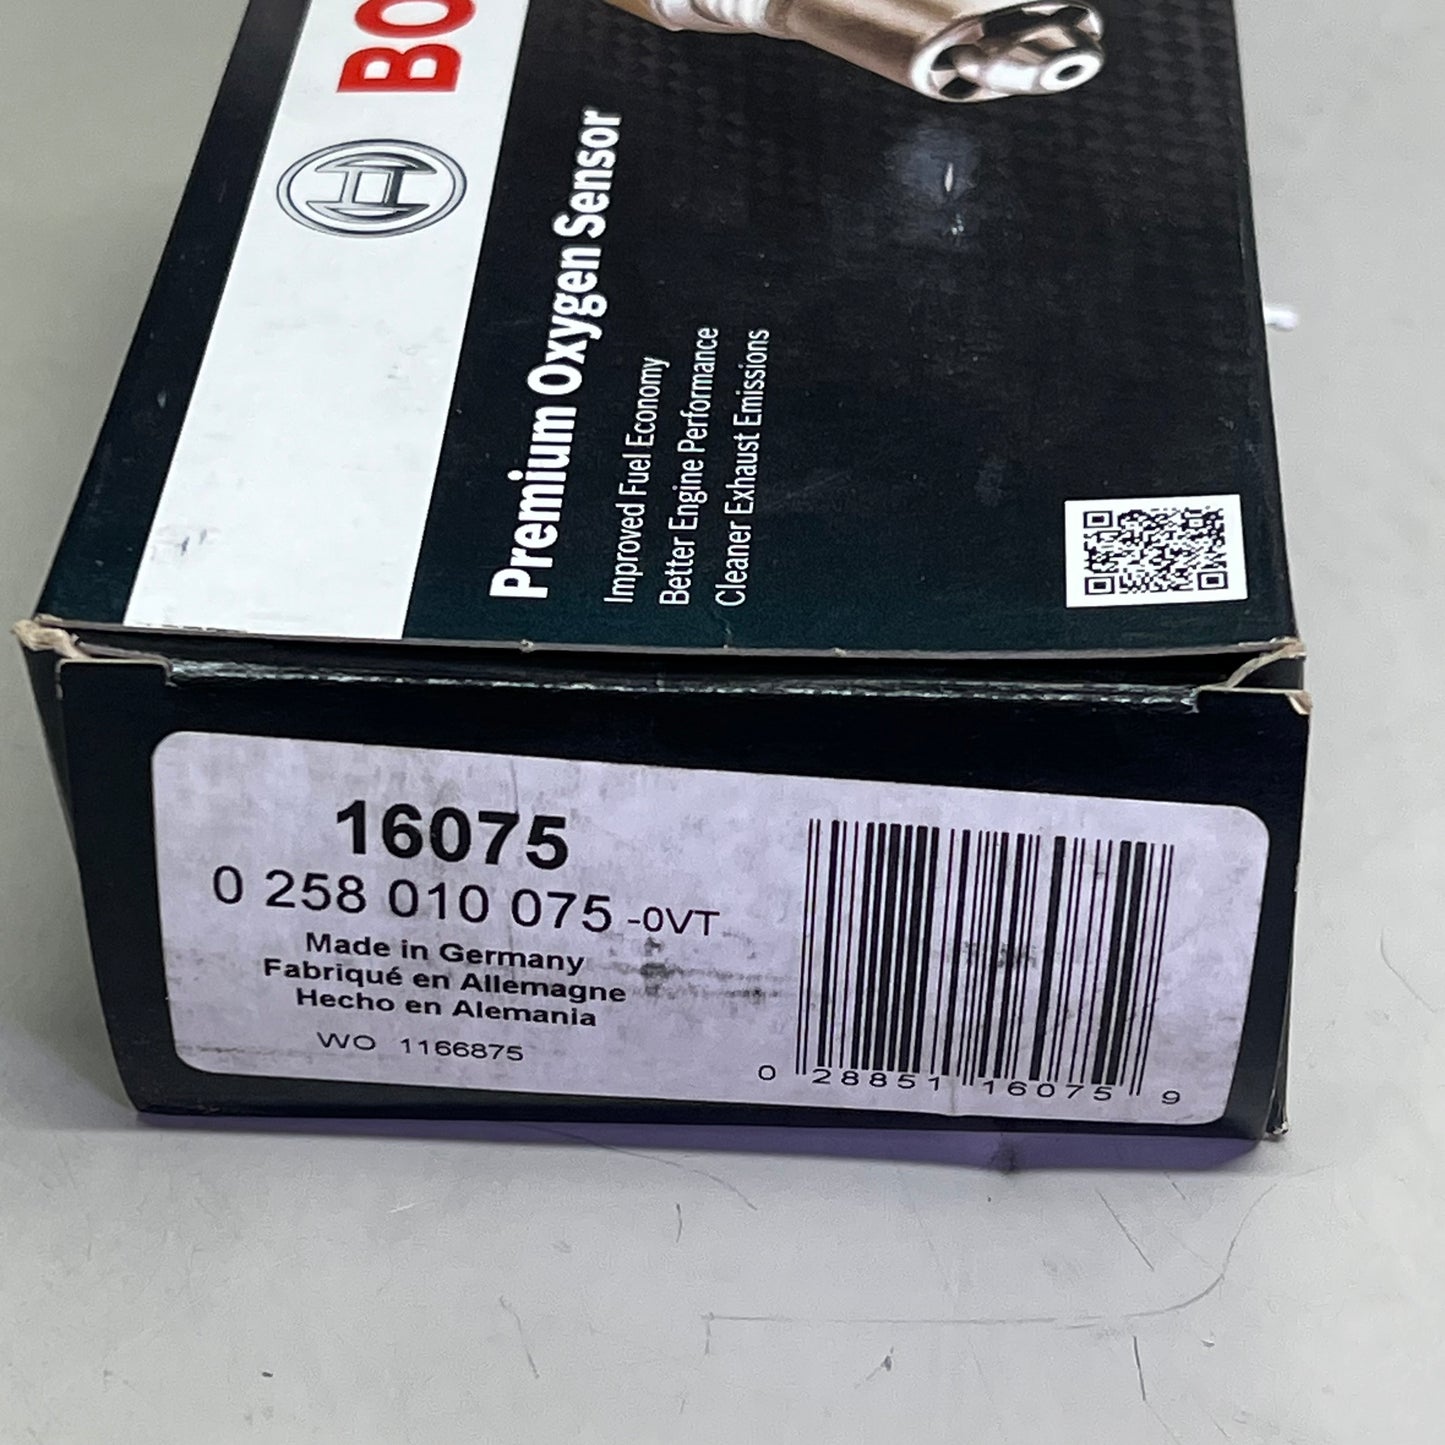 BO
Premium Oxygen Sensor
Improved Fuel Economy
Better Engine Performance
Cleaner Exhaust Emissions
16075
0 258 010 075 -0VT
Made in Germany
Fabriqué en Allemagne
Hecho en Alemania
WO 1166875
0 28851 16075 9